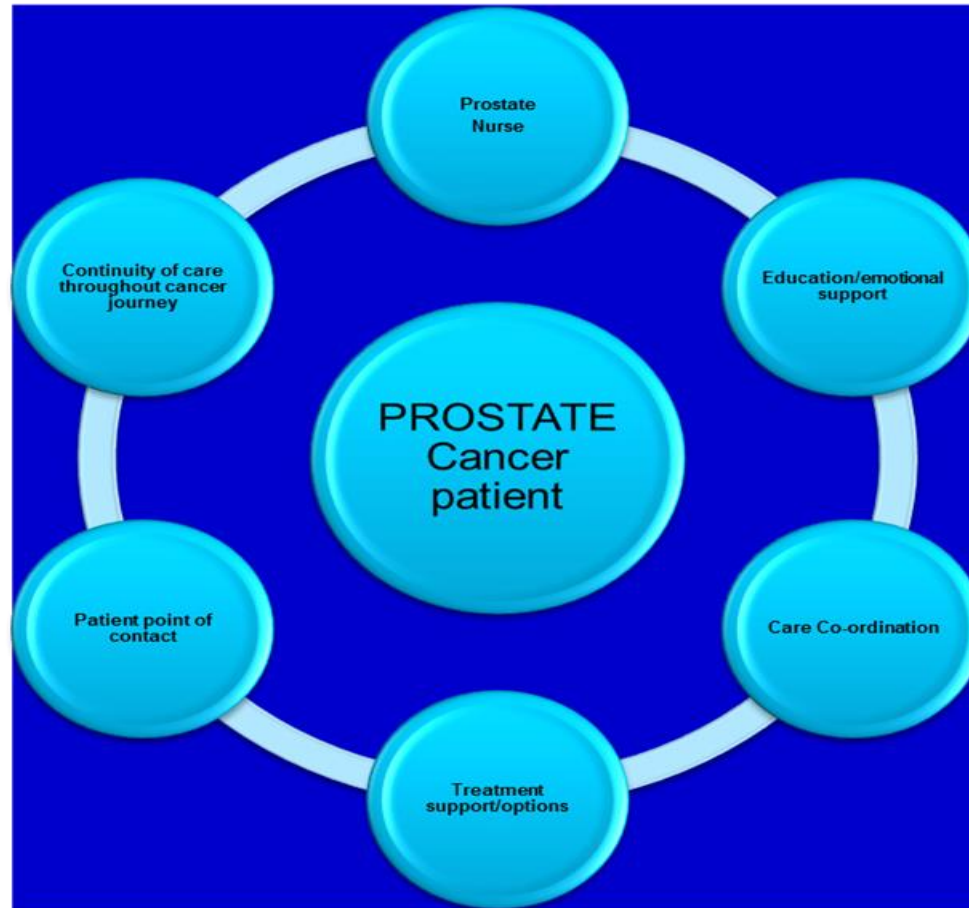 Prostate
Nurse
Education/emotional
support
Care Co-ordination
Treatment
support/options
Patient point of
contact
Continuity of care
throughout cancer
journey
PROSTATE
Cancer
patient